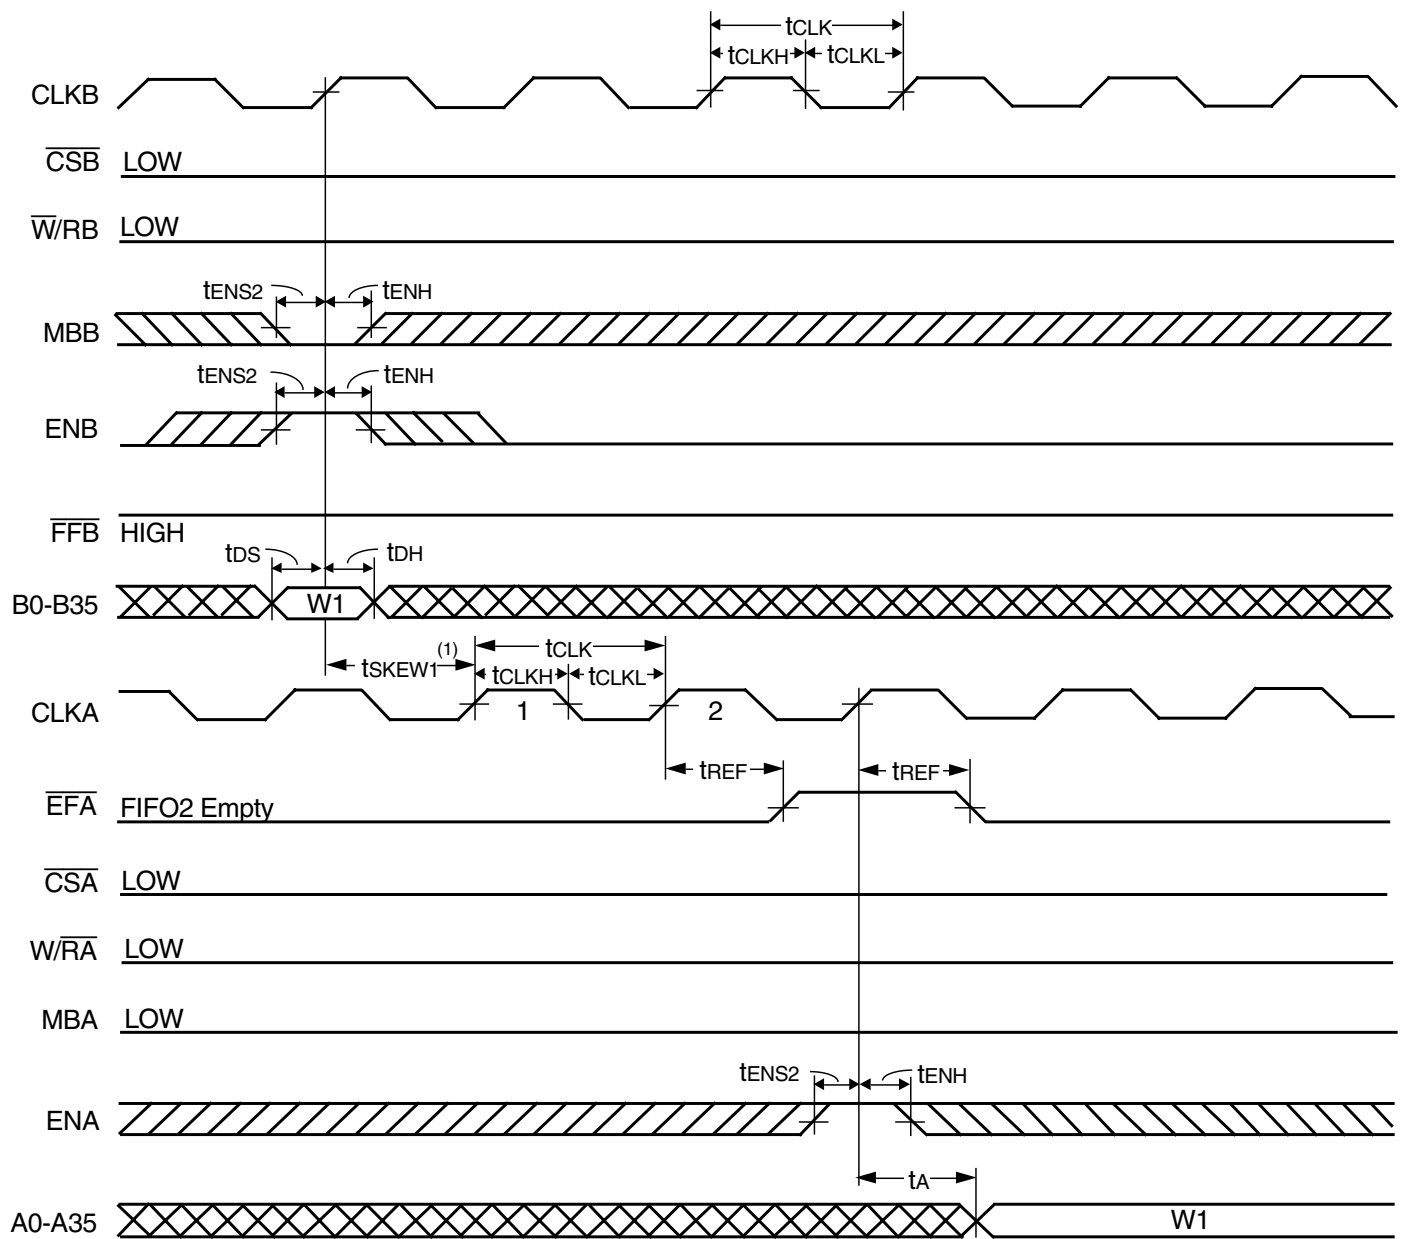 tCLK
tCLKH tCLKL
CLKB
CSB LOW
W/RB LOW
tENS2 tENH
MBB
tENS2 tENH
ENB
FFB HIGH
tDS tDH
B0-B35 W1
tSKEW1(1) tCLK
tCLKH tCLKL
CLKA 1 2
tREF tREF
EFA FIFO2 Empty
CSA LOW
W/RA LOW
MBA LOW
tENS2 tENH
ENA
tA
A0-A35 W1